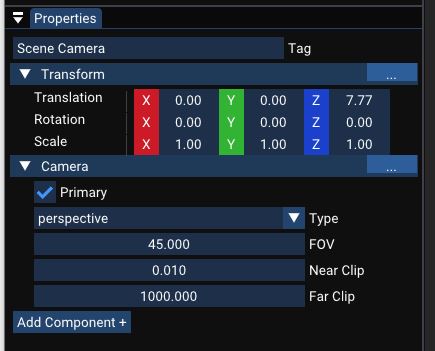 Properties
Scene Camera Tag
Transform ...
Translation X 0.00 Y 0.00 Z 7.77
Rotation X 0.00 Y 0.00 Z 0.00
Scale X 1.00 Y 1.00 Z 1.00
Camera ...
Primary
perspective Type
45.000 FOV
0.010 Near Clip
1000.000 Far Clip
Add Component +